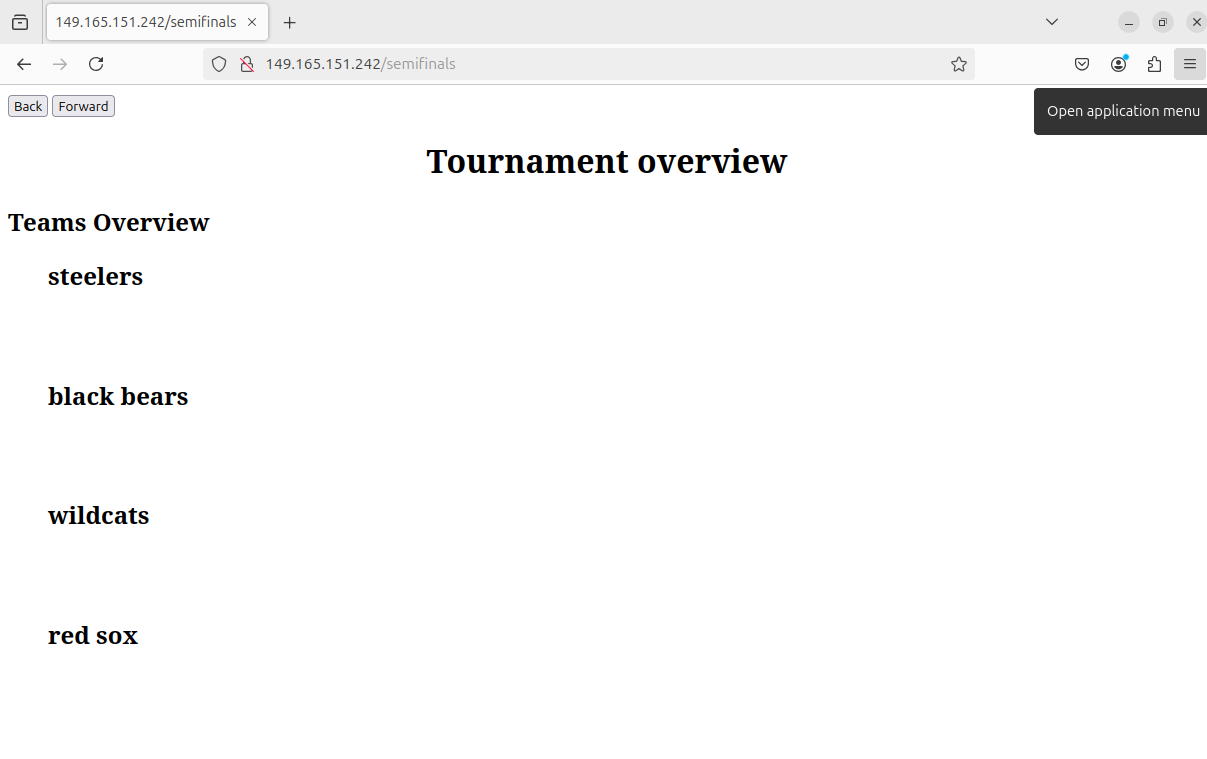 149.165.151.242/semifinals
149.165.151.242/semifinals
Back Forward
Open application menu
Tournament overview
Teams Overview
steelers
black bears
wildcats
red sox